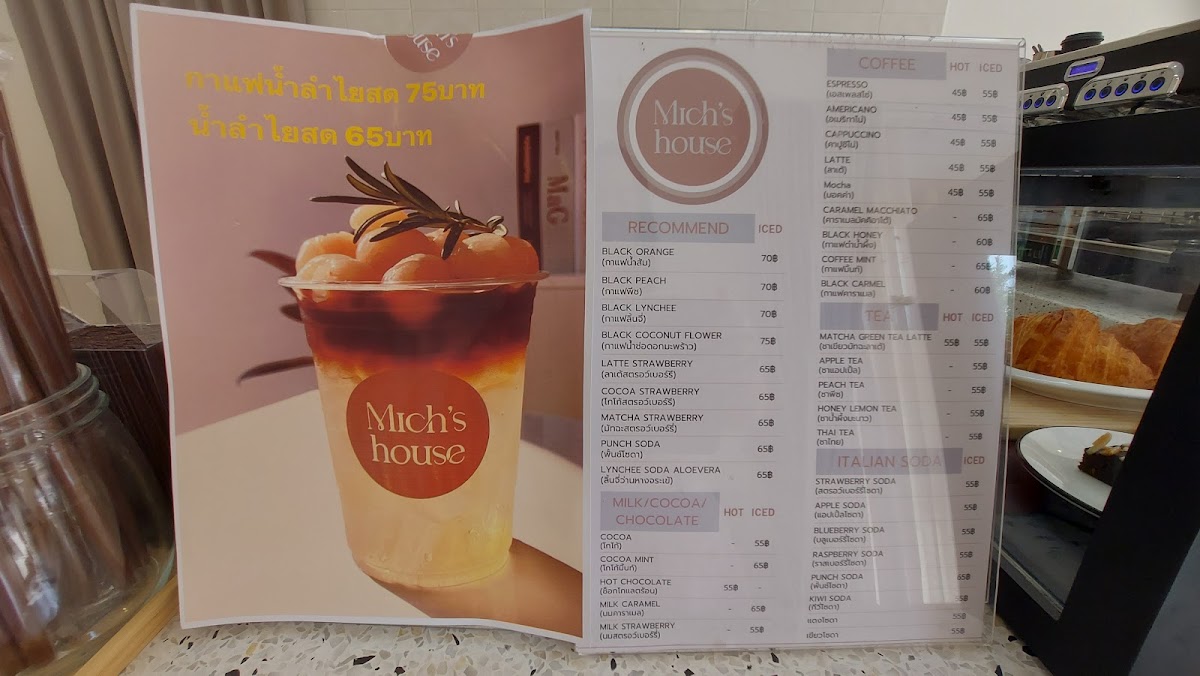 house
กาแฟน้ำลำไยสด 75บาท
น้ำลำไยสด 65บาท
MaC
Mich's
house
Mich's
house
RECOMMEND ICED
BLACK ORANGE
(กาแฟน้ำส้ม) 70฿
BLACK PEACH
(กาแฟพีช) 70฿
BLACK LYNCHEE
(กาแฟลิ้นจี่) 70฿
BLACK COCONUT FLOWER
(กาแฟน้ำช่อดอกมะพร้าว) 75฿
LATTE STRAWBERRY
(ลาเต้สตรอว์เบอร์รี่) 65฿
COCOA STRAWBERRY
(โกโก้สตรอว์เบอร์รี่) 65฿
MATCHA STRAWBERRY
(มัทฉะสตรอว์เบอร์รี่) 65฿
PUNCH SODA
(พั้นช์โซดา) 65฿
LYNCHEE SODA ALOEVERA
(ลิ้นจี่ว่านหางจระเข้) 65฿
MILK/COCOA/
CHOCOLATE HOT ICED
COCOA
(โกโก้) - 55฿
COCOA MINT
(โกโก้มิ้นท์) - 65฿
HOT CHOCOLATE
(ช็อกโกแลตร้อน) 55฿ -
MILK CARAMEL
(นมคาราเมล) - 65฿
MILK STRAWBERRY
(นมสตรอว์เบอร์รี่) - 55฿
COFFEE HOT ICED
ESPRESSO
(เอสเพลสโซ่) 45฿ 55฿
AMERICANO
(อเมริกาโน่) 45฿ 55฿
CAPPUCCINO
(คาปูชิโน่) 45฿ 55฿
LATTE
(ลาเต้) 45฿ 55฿
Mocha
(มอคค่า) 45฿ 55฿
CARAMEL MACCHIATO
(คาราเมลมัคคิอาโต้) - 65฿
BLACK HONEY
(กาแฟดำน้ำผึ้ง) - 60฿
COFFEE MINT
(กาแฟมิ้นท์) - 65฿
BLACK CARMEL
(กาแฟคาราเมล) - 60฿
TEA HOT ICED
MATCHA GREEN TEA LATTE
(ชาเขียวมัทฉะลาเต้) 55฿ 55฿
APPLE TEA
(ชาแอปเปิ้ล) - 55฿
PEACH TEA
(ชาพีช) - 55฿
HONEY LEMON TEA
(ชาน้ำผึ้งมะนาว) - 55฿
THAI TEA
(ชาไทย) - 55฿
ITALIAN SODA ICED
STRAWBERRY SODA
(สตรอว์เบอร์รี่โซดา) 55฿
APPLE SODA
(แอปเปิ้ลโซดา) 55฿
BLUEBERRY SODA
(บลูเบอร์รี่โซดา) 55฿
RASPBERRY SODA
(ราสเบอร์รี่โซดา) 55฿
PUNCH SODA
(พั้นช์โซดา) 65฿
KIWI SODA
(กีวีโซดา) 55฿
แดงโซดา 55฿
เขียวโซดา 55฿